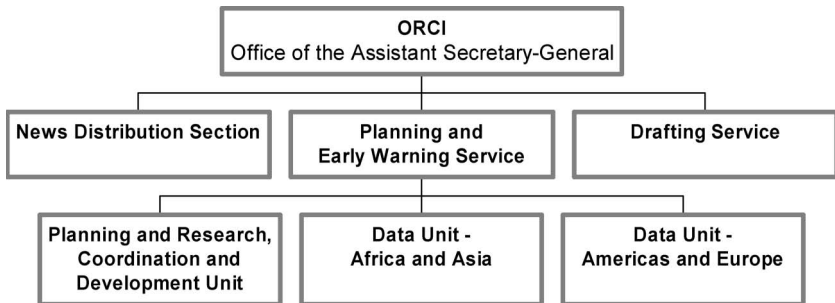 ORCI
Office of the Assistant Secretary-General
News Distribution Section
Planning and
Early Warning Service
Drafting Service
Planning and Research,
Coordination and
Development Unit
Data Unit -
Africa and Asia
Data Unit -
Americas and Europe